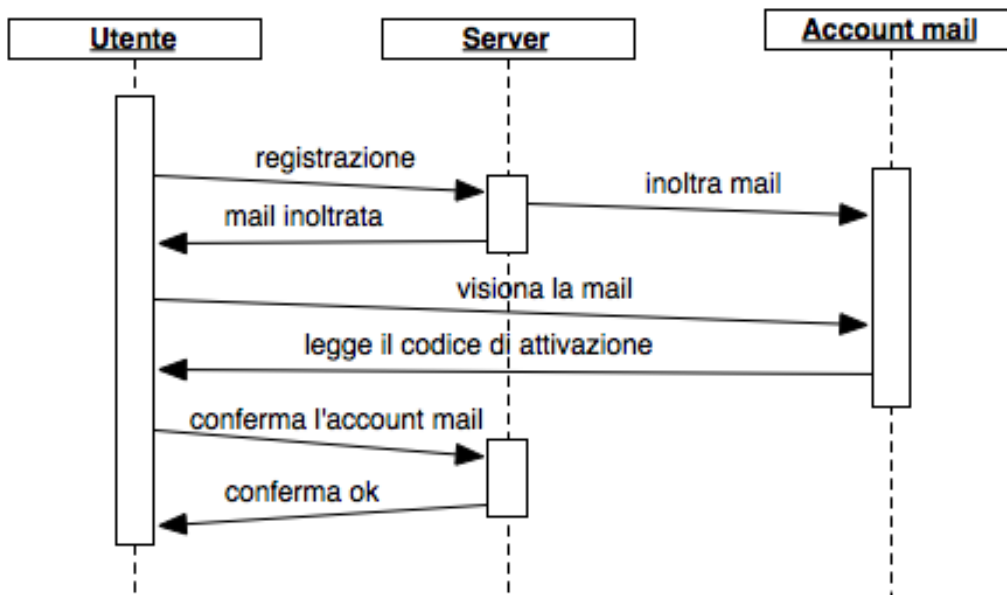 Utente
Server
Account mail
registrazione
inoltra mail
mail inoltrata
visiona la mail
legge il codice di attivazione
conferma l'account mail
conferma ok